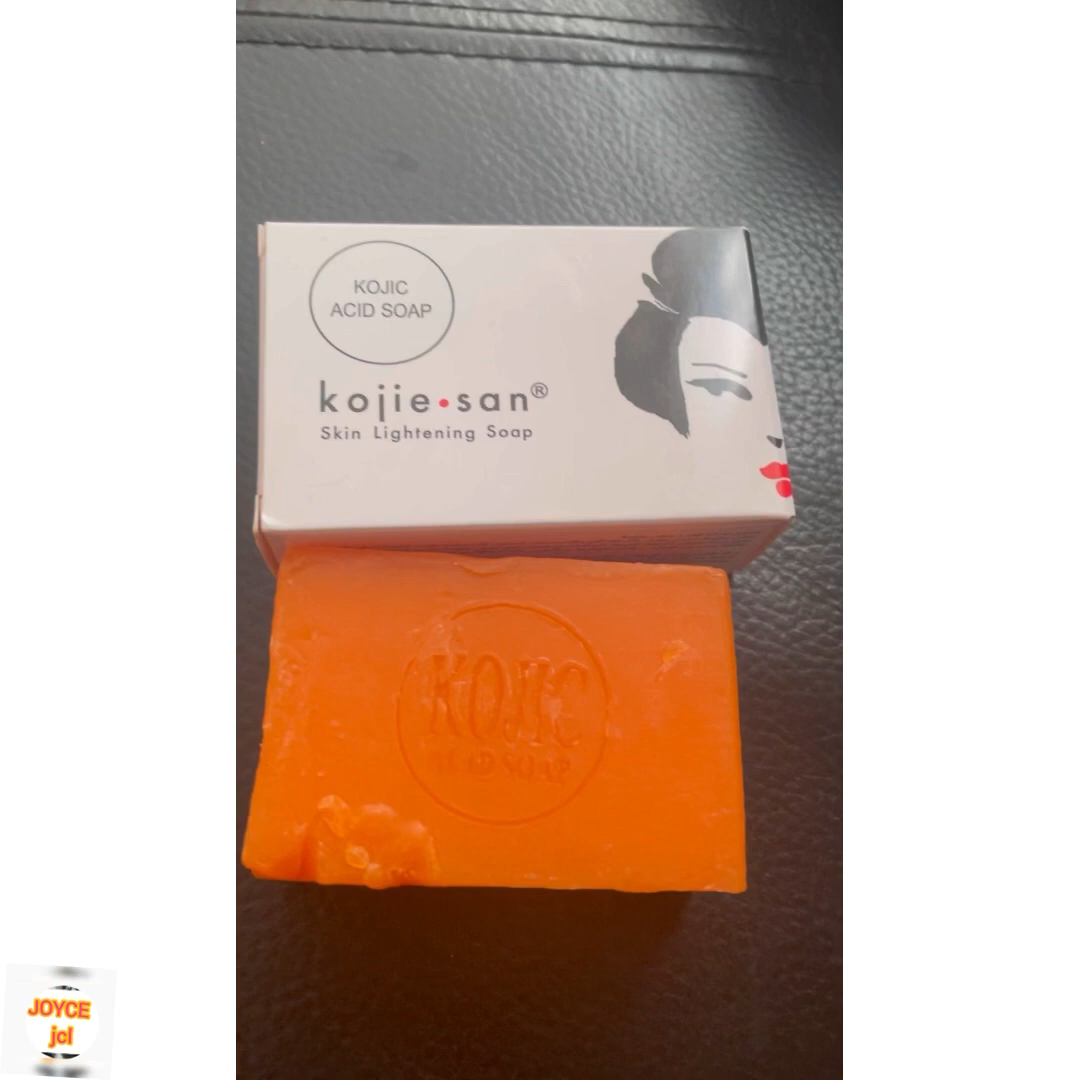 KOJIC
ACID SOAP
kojie•san®
Skin Lightening Soap
KOJIC
ACID SOAP
JOYCE
jcl